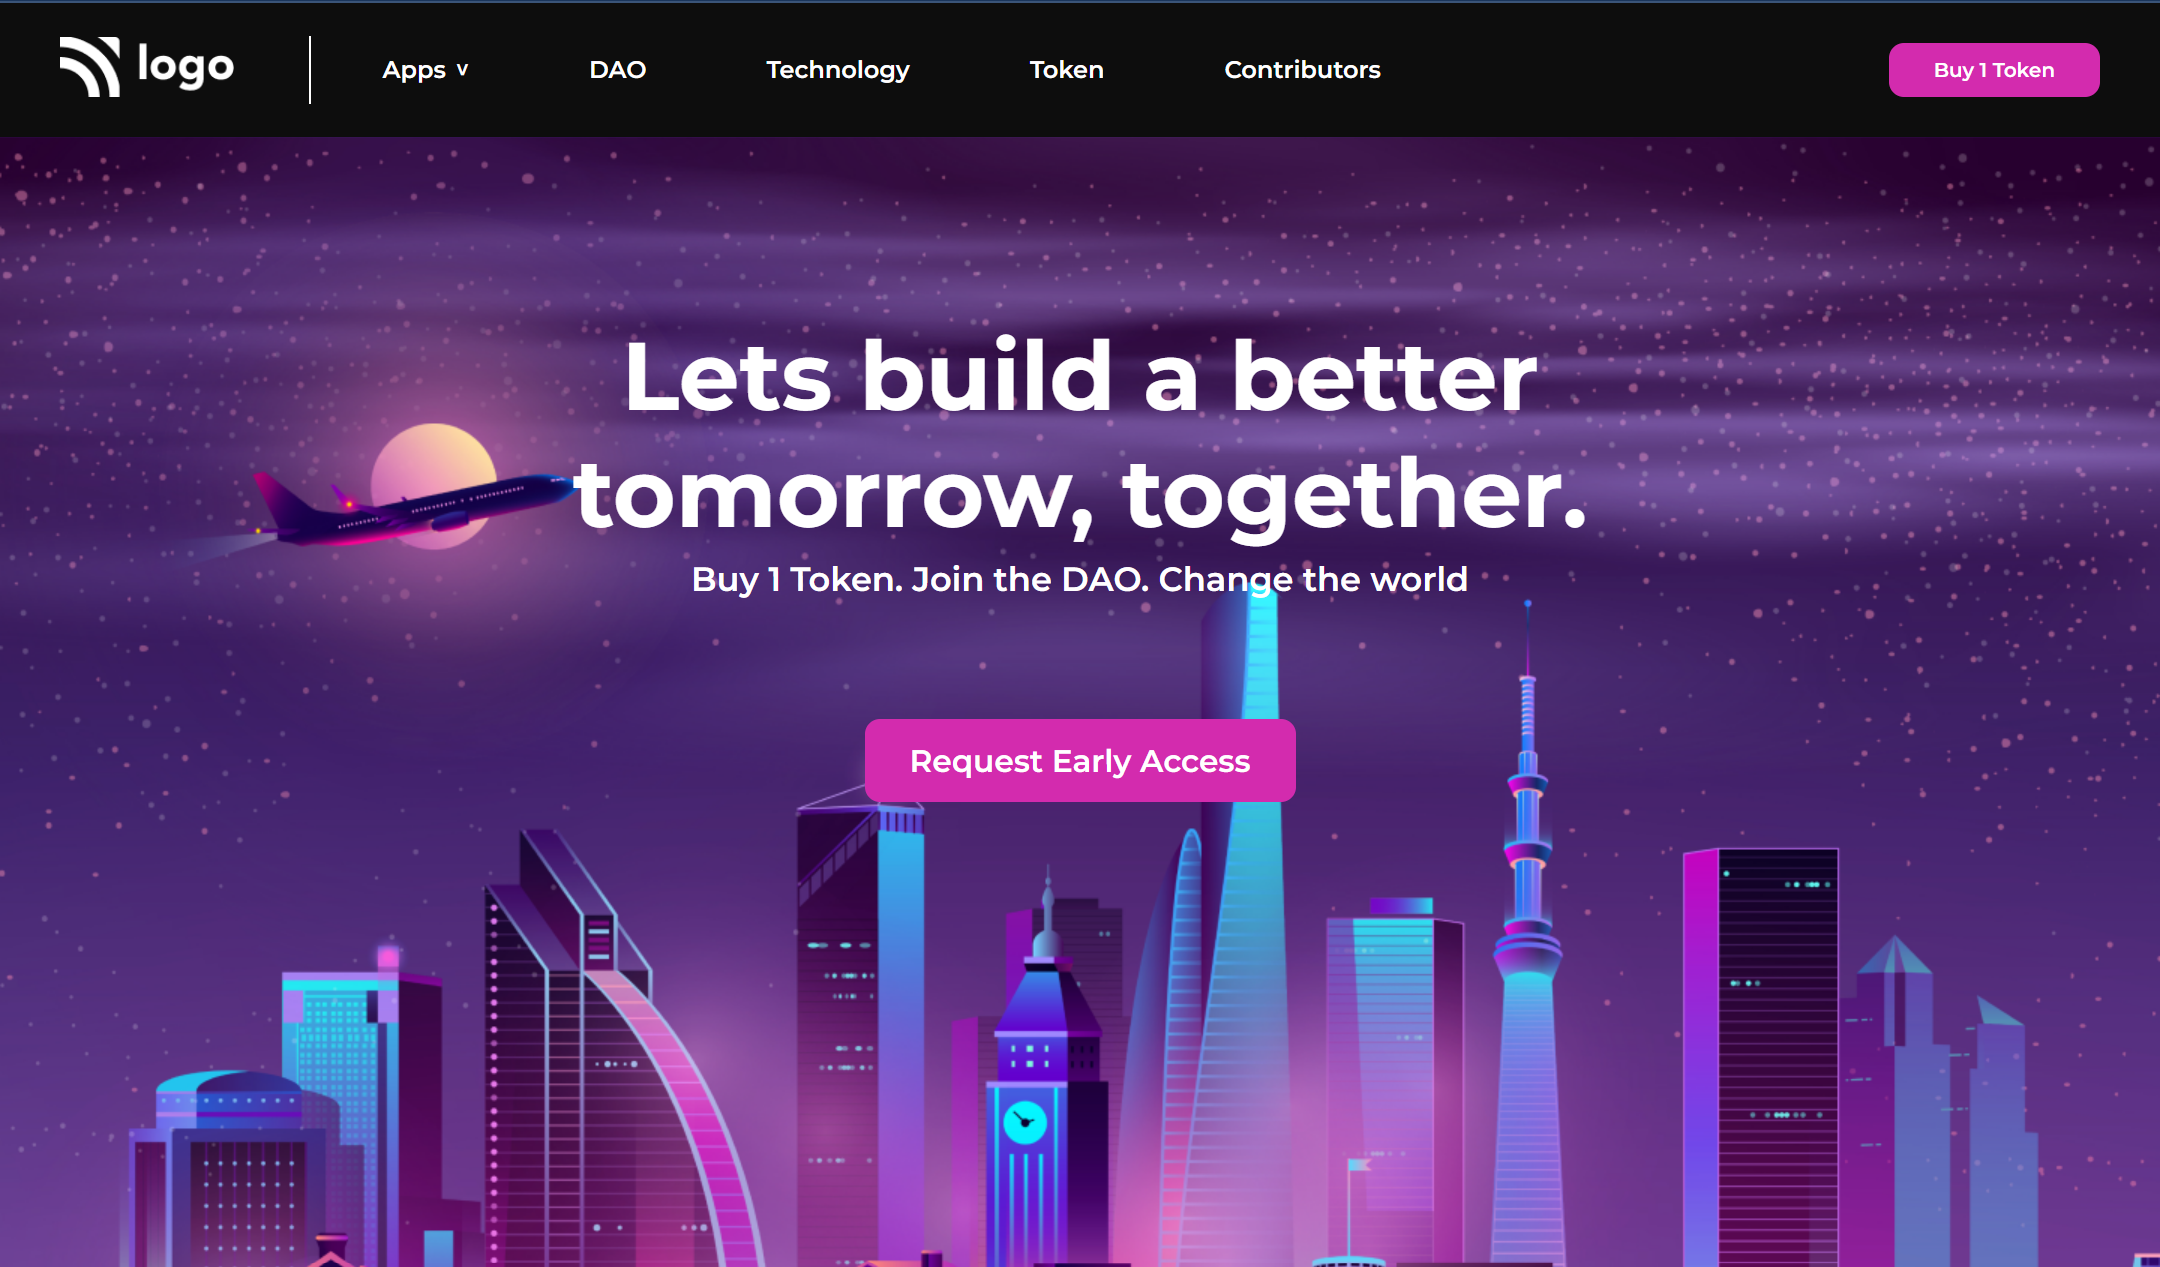 logo
Apps v
DAO
Technology
Token
Contributors
Buy 1 Token
Lets build a better
tomorrow, together.
Buy 1 Token. Join the DAO. Change the world
Request Early Access